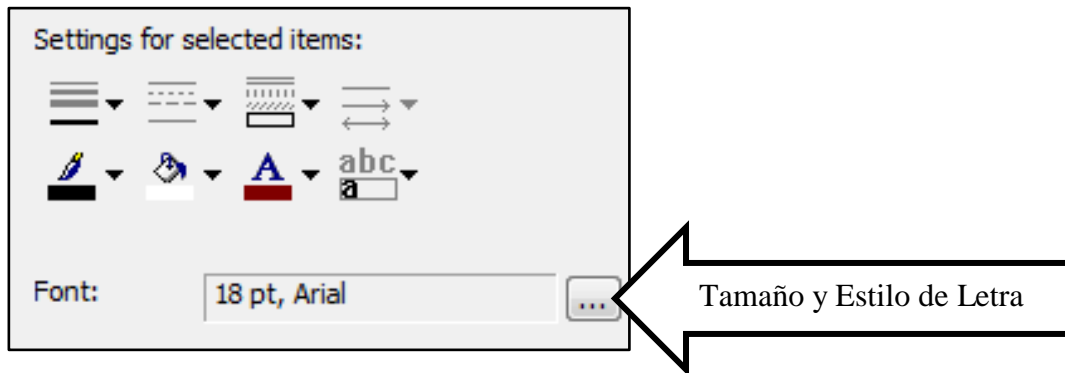 Settings for selected items:
A
abc
a
Font:
18 pt, Arial
...
Tamaño y Estilo de Letra